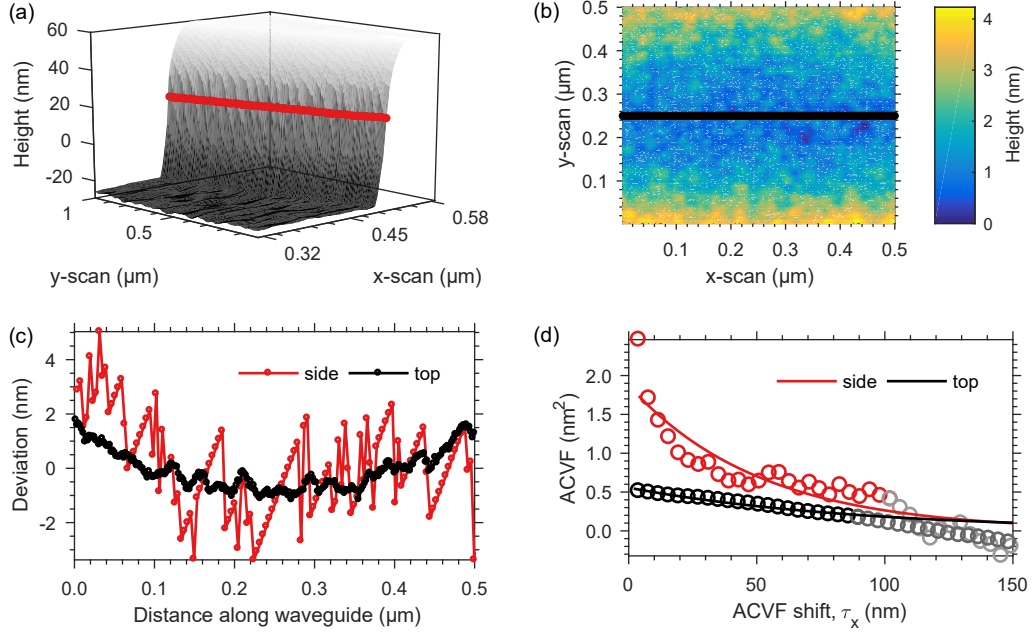 (a)
60
40
20
0
-20
Height (nm)
1
0.5
0.32
0.45
0.58
y-scan (µm)
x-scan (µm)
(b)
0.5
0.4
0.3
0.2
0.1
y-scan (µm)
0.1 0.2 0.3 0.4 0.5
x-scan (µm)
4
3
2
1
0
Height (nm)
(c)
4
2
0
-2
Deviation (nm)
side top
0.0 0.1 0.2 0.3 0.4 0.5
Distance along waveguide (µm)
(d)
2.0
1.5
1.0
0.5
0.0
ACVF (nm²)
side top
0 50 100 150
ACVF shift, τx (nm)